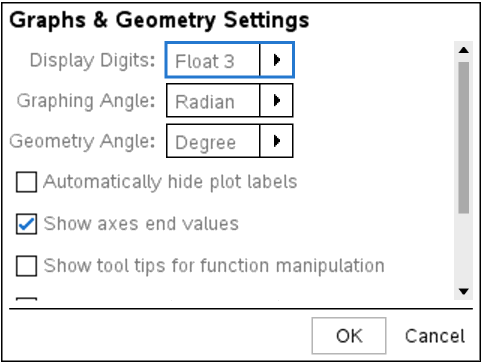 Graphs & Geometry Settings
Display Digits: Float 3
Graphing Angle: Radian
Geometry Angle: Degree
Automatically hide plot labels
Show axes end values
Show tool tips for function manipulation
OK Cancel